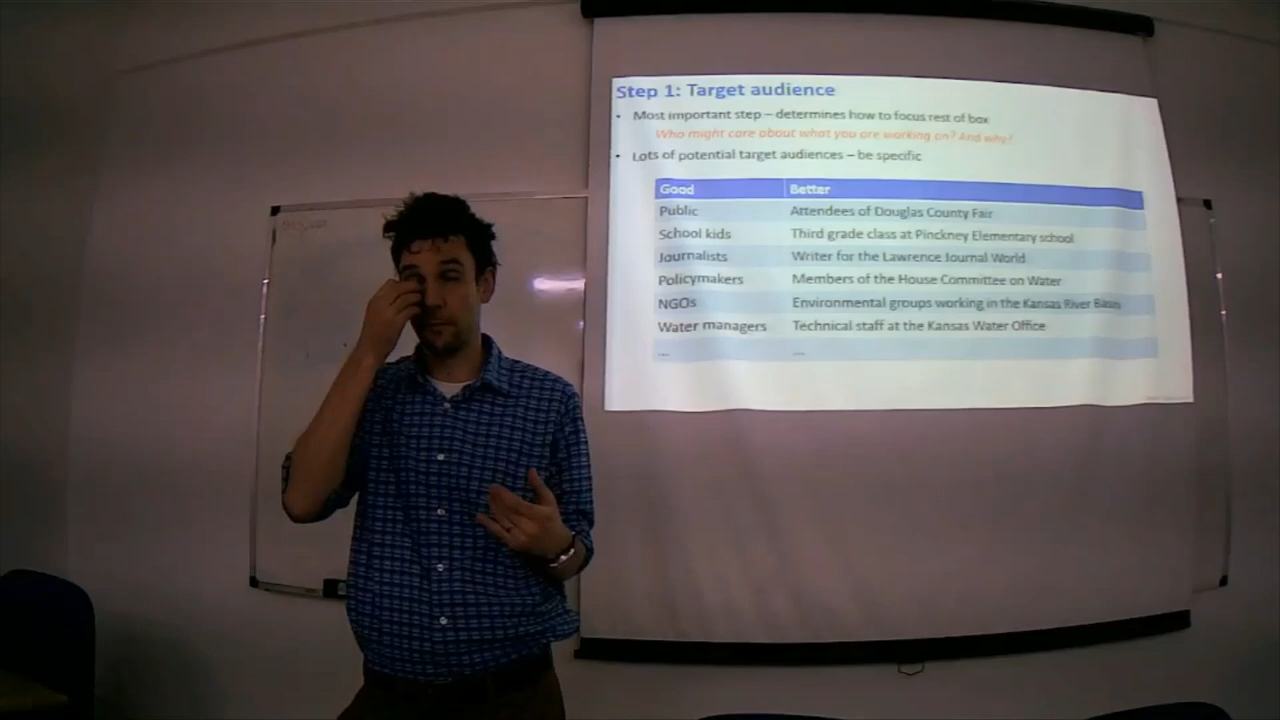 Step 1: Target audience
• Most important step – determines how to focus rest of box
Who might care about what you are working on? And why?
• Lots of potential target audiences – be specific
Good Better
Public Attendees of Douglas County Fair
School kids Third grade class at Pinckney Elementary school
Journalists Writer for the Lawrence Journal World
Policymakers Members of the House Committee on Water
NGOs Environmental groups working in the Kansas River Basin
Water managers Technical staff at the Kansas Water Office
... ...